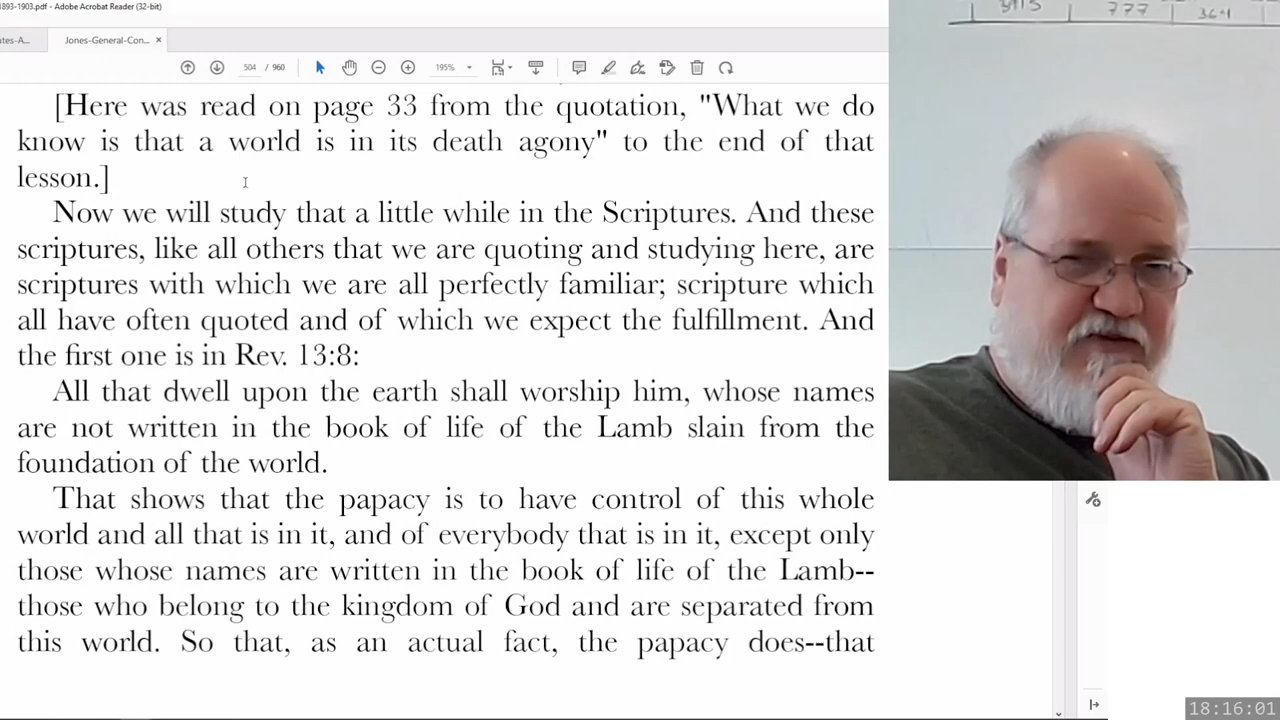 1893-1903.pdf - Adobe Acrobat Reader (32-bit)
tes-A...
Jones-General-Con...
504 / 960
195%
3115 777 364
[Here was read on page 33 from the quotation, "What we do
know is that a world is in its death agony" to the end of that
lesson.]
Now we will study that a little while in the Scriptures. And these
scriptures, like all others that we are quoting and studying here, are
scriptures with which we are all perfectly familiar; scripture which
all have often quoted and of which we expect the fulfillment. And
the first one is in Rev. 13:8:
All that dwell upon the earth shall worship him, whose names
are not written in the book of life of the Lamb slain from the
foundation of the world.
That shows that the papacy is to have control of this whole
world and all that is in it, and of everybody that is in it, except only
those whose names are written in the book of life of the Lamb--
those who belong to the kingdom of God and are separated from
this world. So that, as an actual fact, the papacy does--that
18:16:01